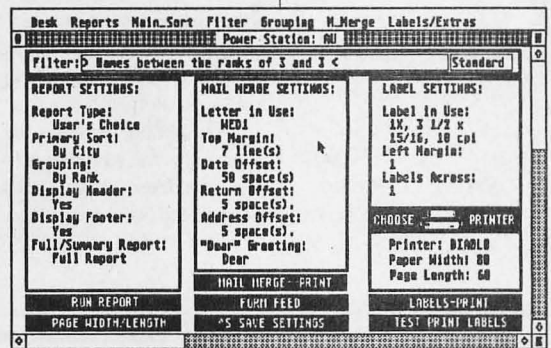 Desk Reports Main_Sort Filter Grouping M_Merge Labels/Extras
Power Station: AU
Filter: > Names between the ranks of 3 and 3 <
Standard
REPORT SETTINGS:
Report Type:
User's Choice
Primary Sort:
By City
Grouping:
By Rank
Display Header:
Yes
Display Footer:
Yes
Full/Summary Report:
Full Report
RUN REPORT
PAGE WIDTH/LENGTH
MAIL MERGE SETTINGS:
Letter in Use:
WED1
Top Margin:
7 line(s)
Date Offset:
50 space(s)
Return Offset:
5 space(s).
Address Offset:
5 space(s).
"Dear" Greeting:
Dear
MAIL MERGE--PRINT
FORM FEED
^S SAVE SETTINGS
LABEL SETTINGS:
Label in Use:
1X, 3 1/2 x
15/16, 10 cpi
Left Margin:
1
Labels Across:
1
CHOOSE PRINTER
Printer: DIABLO
Paper Width: 80
Page Length: 60
LABELS-PRINT
TEST PRINT LABELS